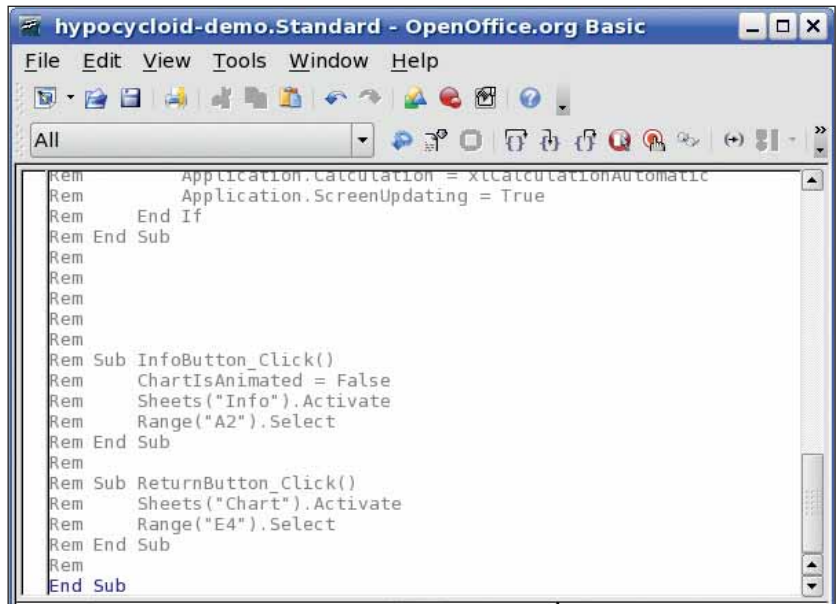 hypocycloid-demo.Standard - OpenOffice.org Basic
File Edit View Tools Window Help
All
Rem Application.Calculation = xlCalculationAutomatic
Rem Application.ScreenUpdating = True
Rem End If
Rem End Sub
Rem
Rem
Rem
Rem
Rem
Rem Sub InfoButton_Click()
Rem ChartIsAnimated = False
Rem Sheets("Info").Activate
Rem Range("A2").Select
Rem End Sub
Rem
Rem Sub ReturnButton_Click()
Rem Sheets("Chart").Activate
Rem Range("E4").Select
Rem End Sub
Rem
End Sub